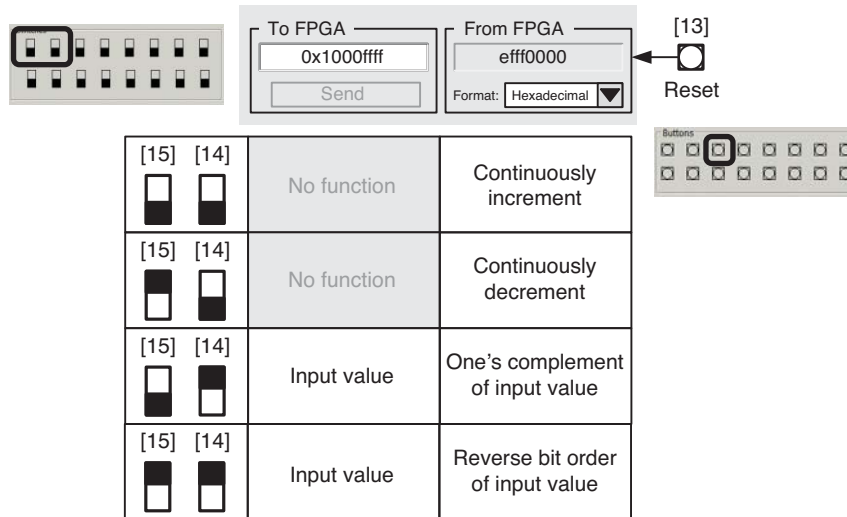 To FPGA
From FPGA
[13]
0x1000ffff
efff0000
Send
Format: Hexadecimal
Reset
Buttons
[15] [14]
No function
Continuously
increment
[15] [14]
No function
Continuously
decrement
[15] [14]
Input value
One's complement
of input value
[15] [14]
Input value
Reverse bit order
of input value